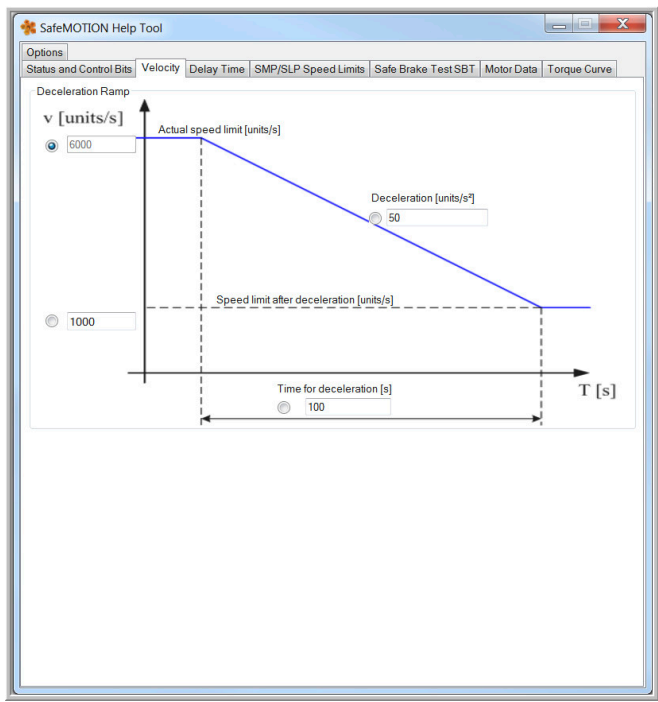 SafeMOTION Help Tool
Options
Status and Control Bits Velocity Delay Time SMP/SLP Speed Limits Safe Brake Test SBT Motor Data Torque Curve
Deceleration Ramp
v [units/s]
Actual speed limit [units/s]
6000
Deceleration [units/s²]
50
Speed limit after deceleration [units/s]
1000
Time for deceleration [s]
T [s]
100